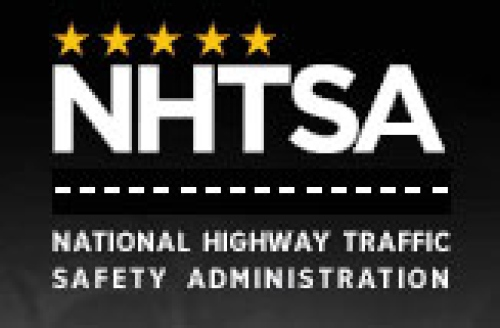 NHTSA
NATIONAL HIGHWAY TRAFFIC
SAFETY ADMINISTRATION